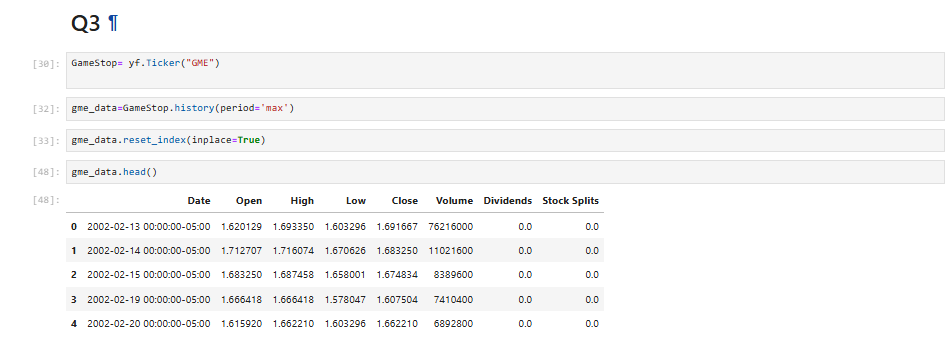 Q3 ¶
[30]: GameStop= yf.Ticker("GME")
[32]: gme_data=GameStop.history(period='max')
[33]: gme_data.reset_index(inplace=True)
[48]: gme_data.head()
[48]: Date Open High Low Close Volume Dividends Stock Splits
0 2002-02-13 00:00:00-05:00 1.620129 1.693350 1.603296 1.691667 76216000 0.0 0.0
1 2002-02-14 00:00:00-05:00 1.712707 1.716074 1.670626 1.683250 11021600 0.0 0.0
2 2002-02-15 00:00:00-05:00 1.683250 1.687458 1.658001 1.674834 8389600 0.0 0.0
3 2002-02-19 00:00:00-05:00 1.666418 1.666418 1.578047 1.607504 7410400 0.0 0.0
4 2002-02-20 00:00:00-05:00 1.615920 1.662210 1.603296 1.662210 6892800 0.0 0.0